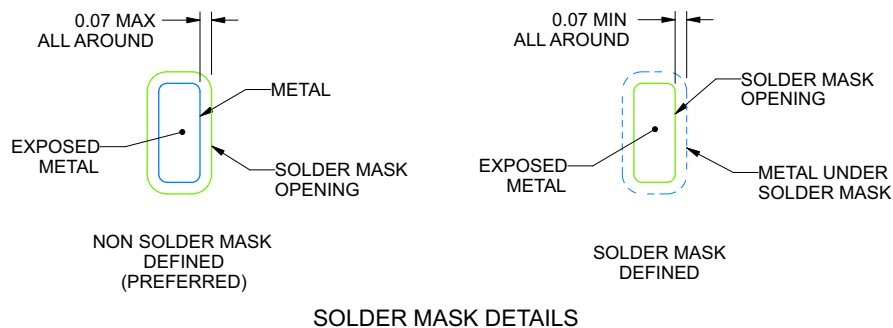 0.07 MAX
ALL AROUND
METAL
EXPOSED
METAL
SOLDER MASK
OPENING
NON SOLDER MASK
DEFINED
(PREFERRED)
0.07 MIN
ALL AROUND
SOLDER MASK
OPENING
EXPOSED
METAL
METAL UNDER
SOLDER MASK
SOLDER MASK
DEFINED
SOLDER MASK DETAILS